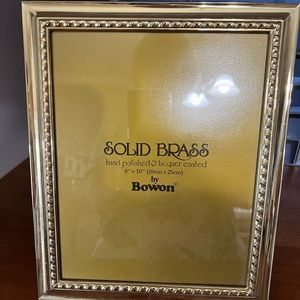 SOLID BRASS
hand polished & lacquer coated
8" x 10" (20cm x 25cm)
by
Bowon®